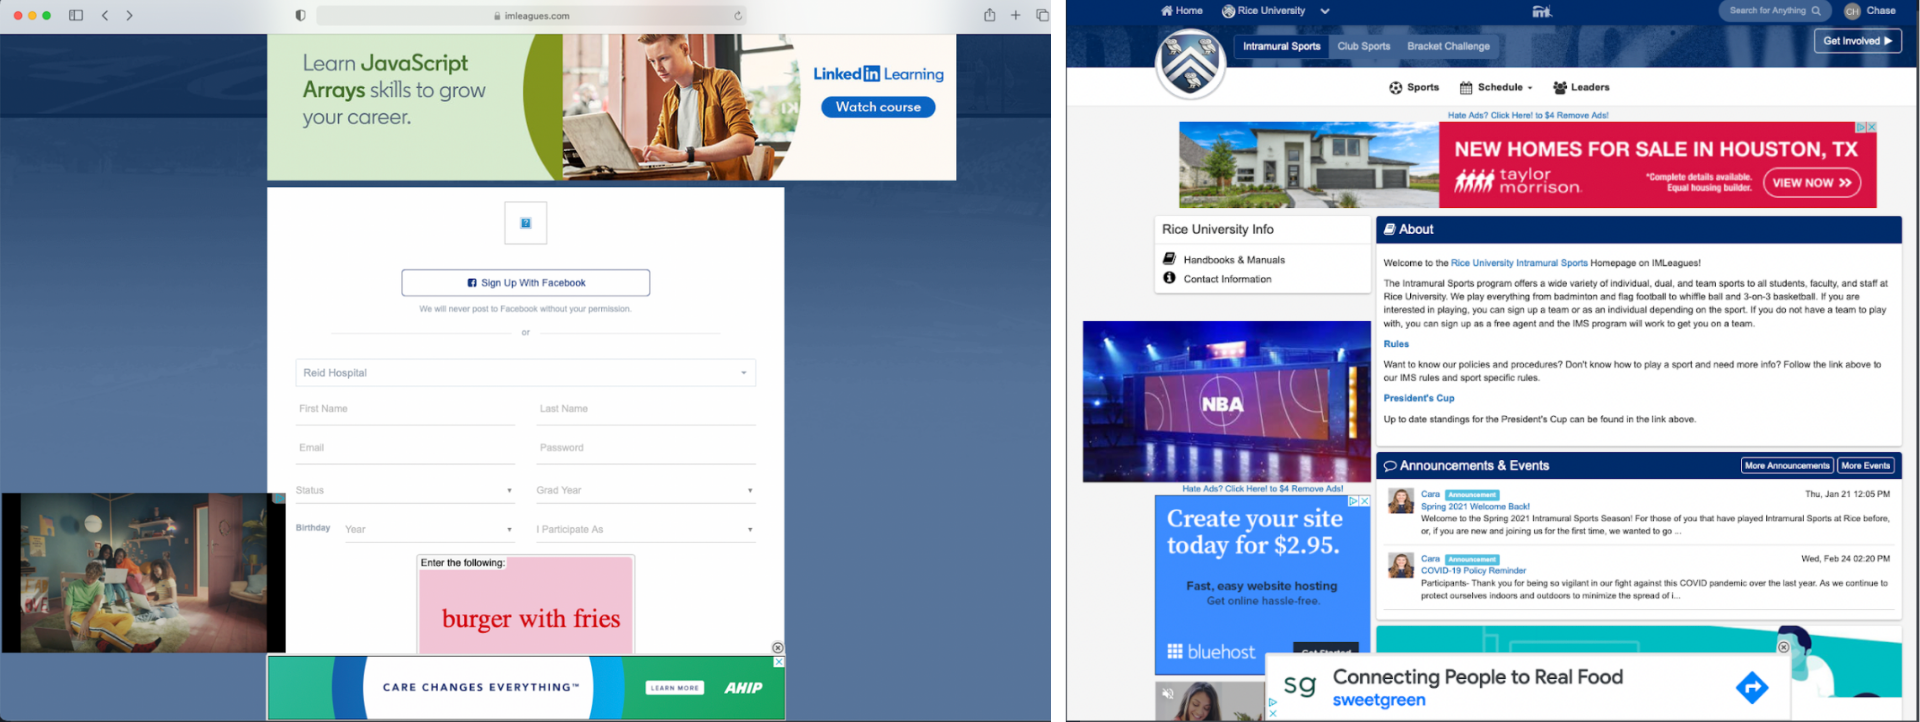 imleagues.com
Learn JavaScript
Arrays skills to grow
your career.
LinkedIn Learning
Watch course
Sign Up With Facebook
We will never post to Facebook without your permission.
or
Reid Hospital
First Name
Last Name
Email
Password
Status
Grad Year
Birthday
Year
I Participate As
Enter the following:
burger with fries
CARE CHANGES EVERYTHING™
LEARN MORE
AHIP
Home
Rice University
Search for Anything
CH
Chase
Intramural Sports
Club Sports
Bracket Challenge
Get Involved
Sports
Schedule
Leaders
Hate Ads? Click Here! to $4 Remove Ads!
NEW HOMES FOR SALE IN HOUSTON, TX
taylor
morrison.
*Complete details available.
Equal housing builder.
VIEW NOW
Rice University Info
Handbooks & Manuals
Contact Information
NBA
Hate Ads? Click Here! to $4 Remove Ads!
Create your site
today for $2.95.
Fast, easy website hosting
Get online hassle-free.
bluehost
Get Started
About
Welcome to the Rice University Intramural Sports Homepage on IMLeagues!
The Intramural Sports program offers a wide variety of individual, dual, and team sports to all students, faculty, and staff at
Rice University. We play everything from badminton and flag football to whiffle ball and 3-on-3 basketball. If you are
interested in playing, you can sign up a team or as an individual depending on the sport. If you do not have a team to play
with, you can sign up as a free agent and the IMS program will work to get you on a team.
Rules
Want to know our policies and procedures? Don't know how to play a sport and need more info? Follow the link above to
our IMS rules and sport specific rules.
President's Cup
Up to date standings for the President's Cup can be found in the link above.
Announcements & Events
More Announcements
More Events
Cara Announcement
Thu, Jan 21 12:05 PM
Spring 2021 Welcome Back!
Welcome to the Spring 2021 Intramural Sports Season! For those of you that have played Intramural Sports at Rice before,
or, if you are new and joining us for the first time, we wanted to go ...
Cara Announcement
Wed, Feb 24 02:20 PM
COVID-19 Policy Reminder
Participants- Thank you for being so vigilant in our fight against this COVID pandemic over the last year. As we continue to
protect ourselves indoors and outdoors to minimize the spread of i...
sg
Connecting People to Real Food
sweetgreen